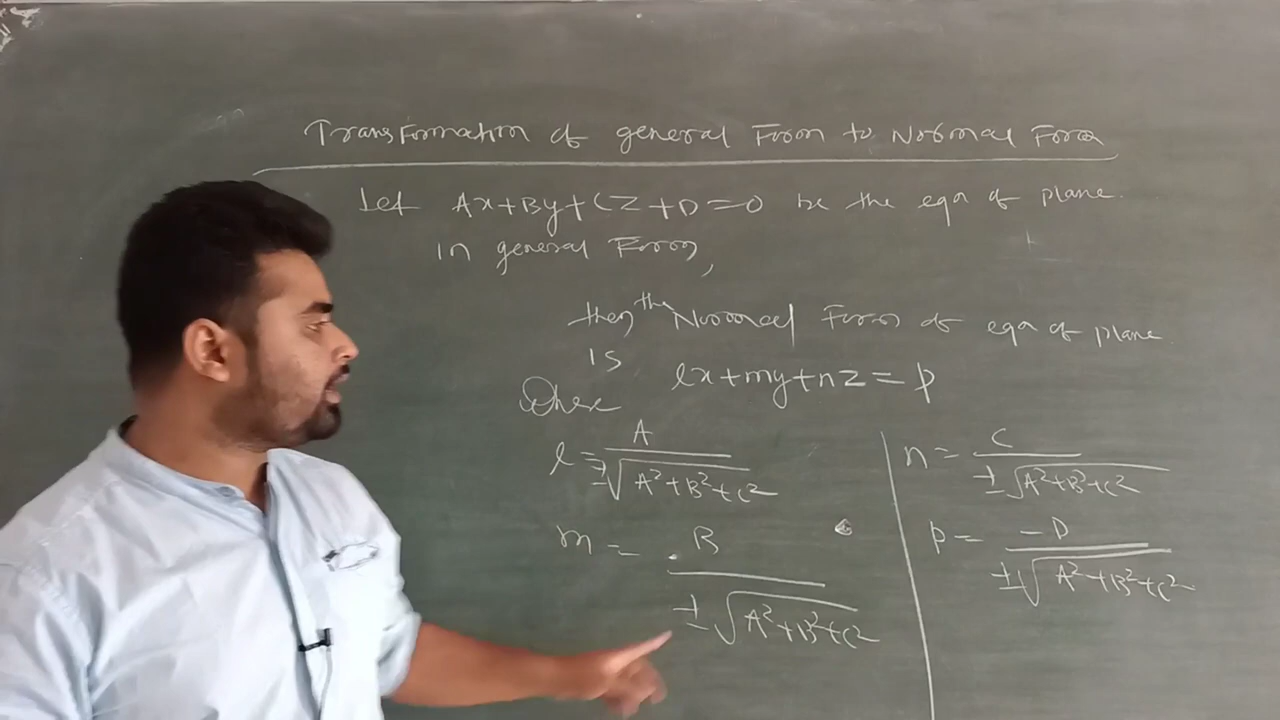 Transformation of general Form to Normal Form
Let Ax+By+CZ+D=0 be the eqn of plane.
in general Form,
then the Normal Form of eqn of plane
is lx+my+nz=p
Where
l = A / ±√A²+B²+C²
m = B / ±√A²+B²+C²
n = C / ±√A²+B²+C²
p = -D / ±√A²+B²+C²